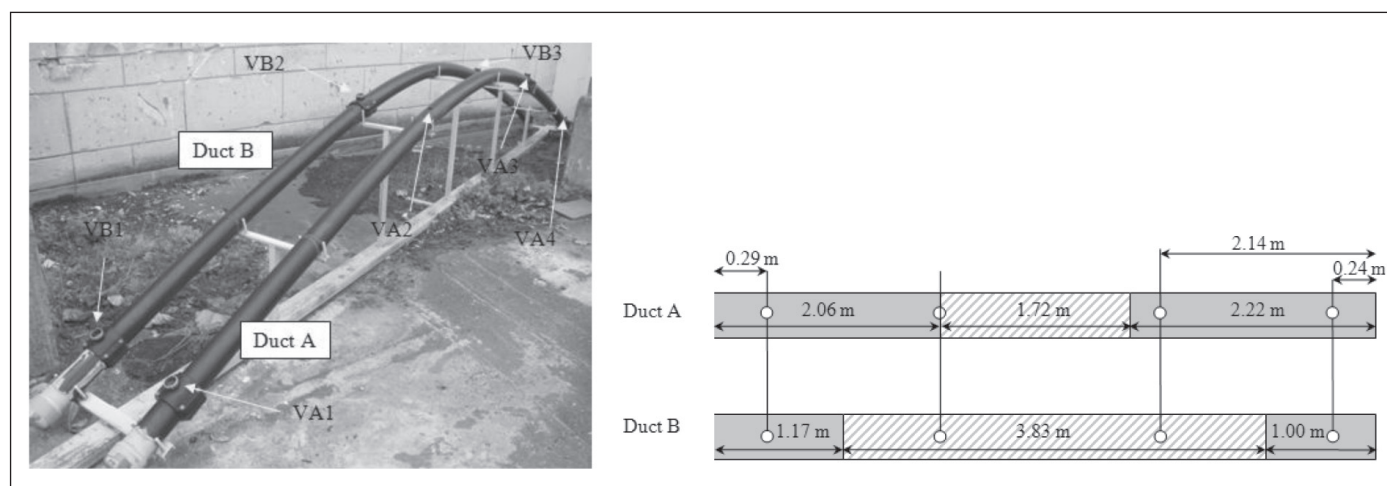 VB3
VB2
Duct B
VA3
VB1
VA2
VA4
Duct A
VA1
2.14 m
0.29 m
0.24 m
Duct A
2.06 m
1.72 m
2.22 m
Duct B
1.17 m
3.83 m
1.00 m